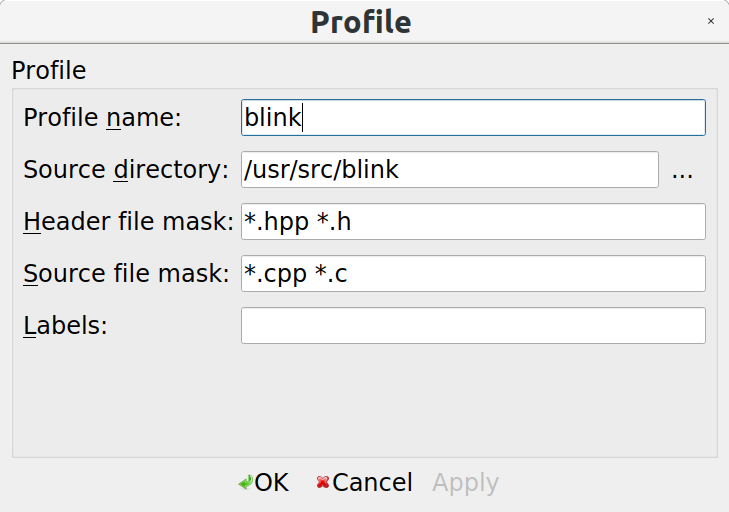 Profile
Profile
Profile name: blink
Source directory: /usr/src/blink ...
Header file mask: *.hpp *.h
Source file mask: *.cpp *.c
Labels:
OK Cancel Apply